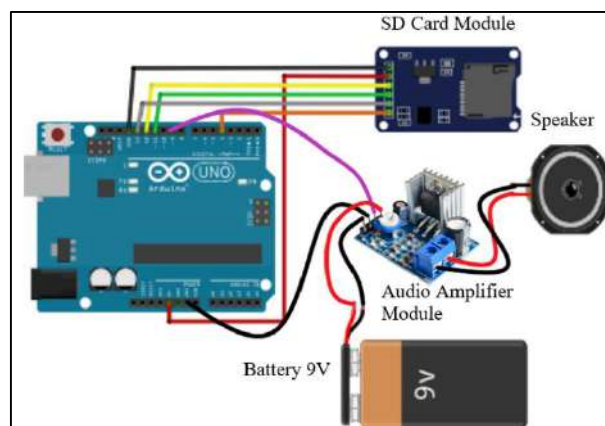 SD Card Module
Speaker
UNO
Arduino
Audio Amplifier
Module
Battery 9V
9v